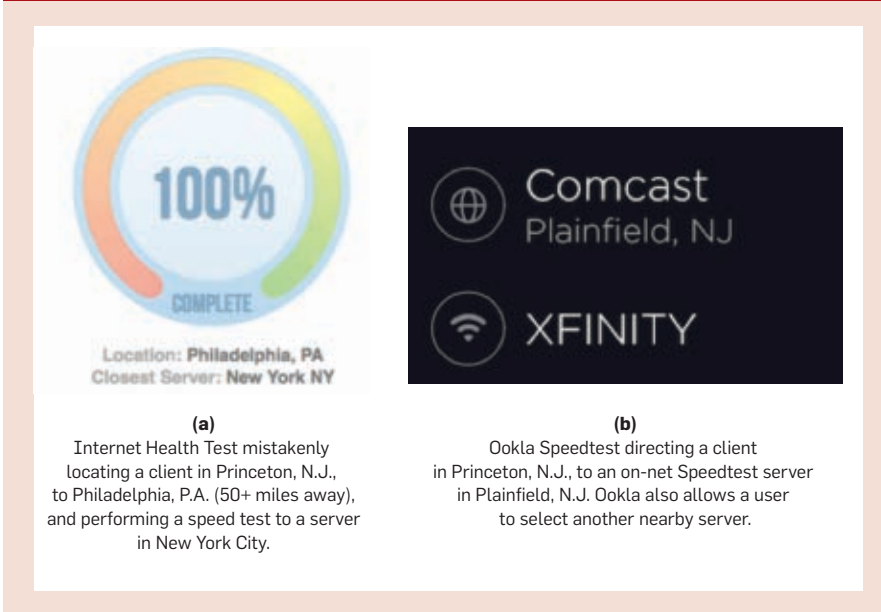 100%
COMPLETE
Location: Philadelphia, PA
Closest Server: New York NY
(a)
Internet Health Test mistakenly
locating a client in Princeton, N.J.,
to Philadelphia, P.A. (50+ miles away),
and performing a speed test to a server
in New York City.
Comcast
Plainfield, NJ
XFINITY
(b)
Ookla Speedtest directing a client
in Princeton, N.J., to an on-net Speedtest server
in Plainfield, N.J. Ookla also allows a user
to select another nearby server.